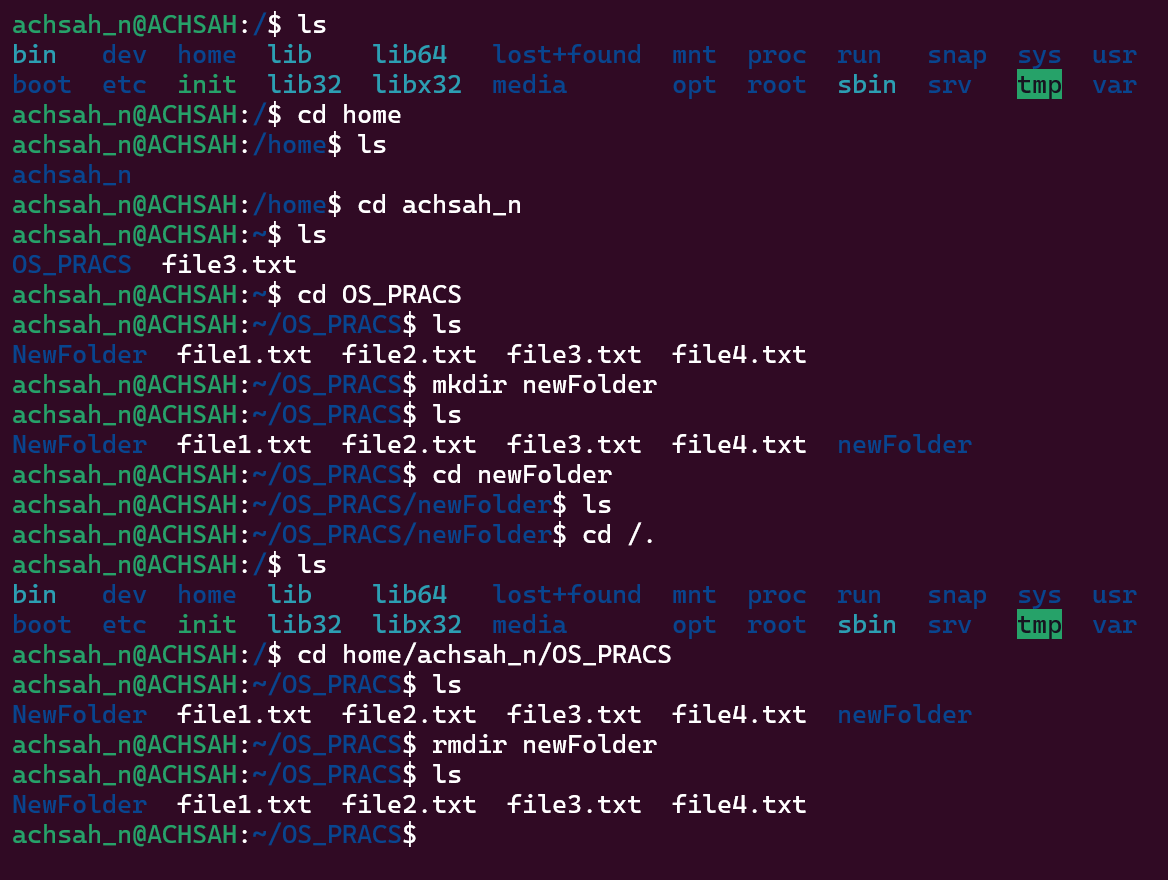 achsah_n@ACHSAH:/$ ls
bin   dev  home  lib    lib64   lost+found  mnt  proc  run   snap  sys  usr
boot  etc  init  lib32  libx32  media       opt  root  sbin  srv   tmp  var
achsah_n@ACHSAH:/$ cd home
achsah_n@ACHSAH:/home$ ls
achsah_n
achsah_n@ACHSAH:/home$ cd achsah_n
achsah_n@ACHSAH:~$ ls
OS_PRACS  file3.txt
achsah_n@ACHSAH:~$ cd OS_PRACS
achsah_n@ACHSAH:~/OS_PRACS$ ls
NewFolder  file1.txt  file2.txt  file3.txt  file4.txt
achsah_n@ACHSAH:~/OS_PRACS$ mkdir newFolder
achsah_n@ACHSAH:~/OS_PRACS$ ls
NewFolder  file1.txt  file2.txt  file3.txt  file4.txt  newFolder
achsah_n@ACHSAH:~/OS_PRACS$ cd newFolder
achsah_n@ACHSAH:~/OS_PRACS/newFolder$ ls
achsah_n@ACHSAH:~/OS_PRACS/newFolder$ cd /.
achsah_n@ACHSAH:/$ ls
bin   dev  home  lib    lib64   lost+found  mnt  proc  run   snap  sys  usr
boot  etc  init  lib32  libx32  media       opt  root  sbin  srv   tmp  var
achsah_n@ACHSAH:/$ cd home/achsah_n/OS_PRACS
achsah_n@ACHSAH:~/OS_PRACS$ ls
NewFolder  file1.txt  file2.txt  file3.txt  file4.txt  newFolder
achsah_n@ACHSAH:~/OS_PRACS$ rmdir newFolder
achsah_n@ACHSAH:~/OS_PRACS$ ls
NewFolder  file1.txt  file2.txt  file3.txt  file4.txt
achsah_n@ACHSAH:~/OS_PRACS$